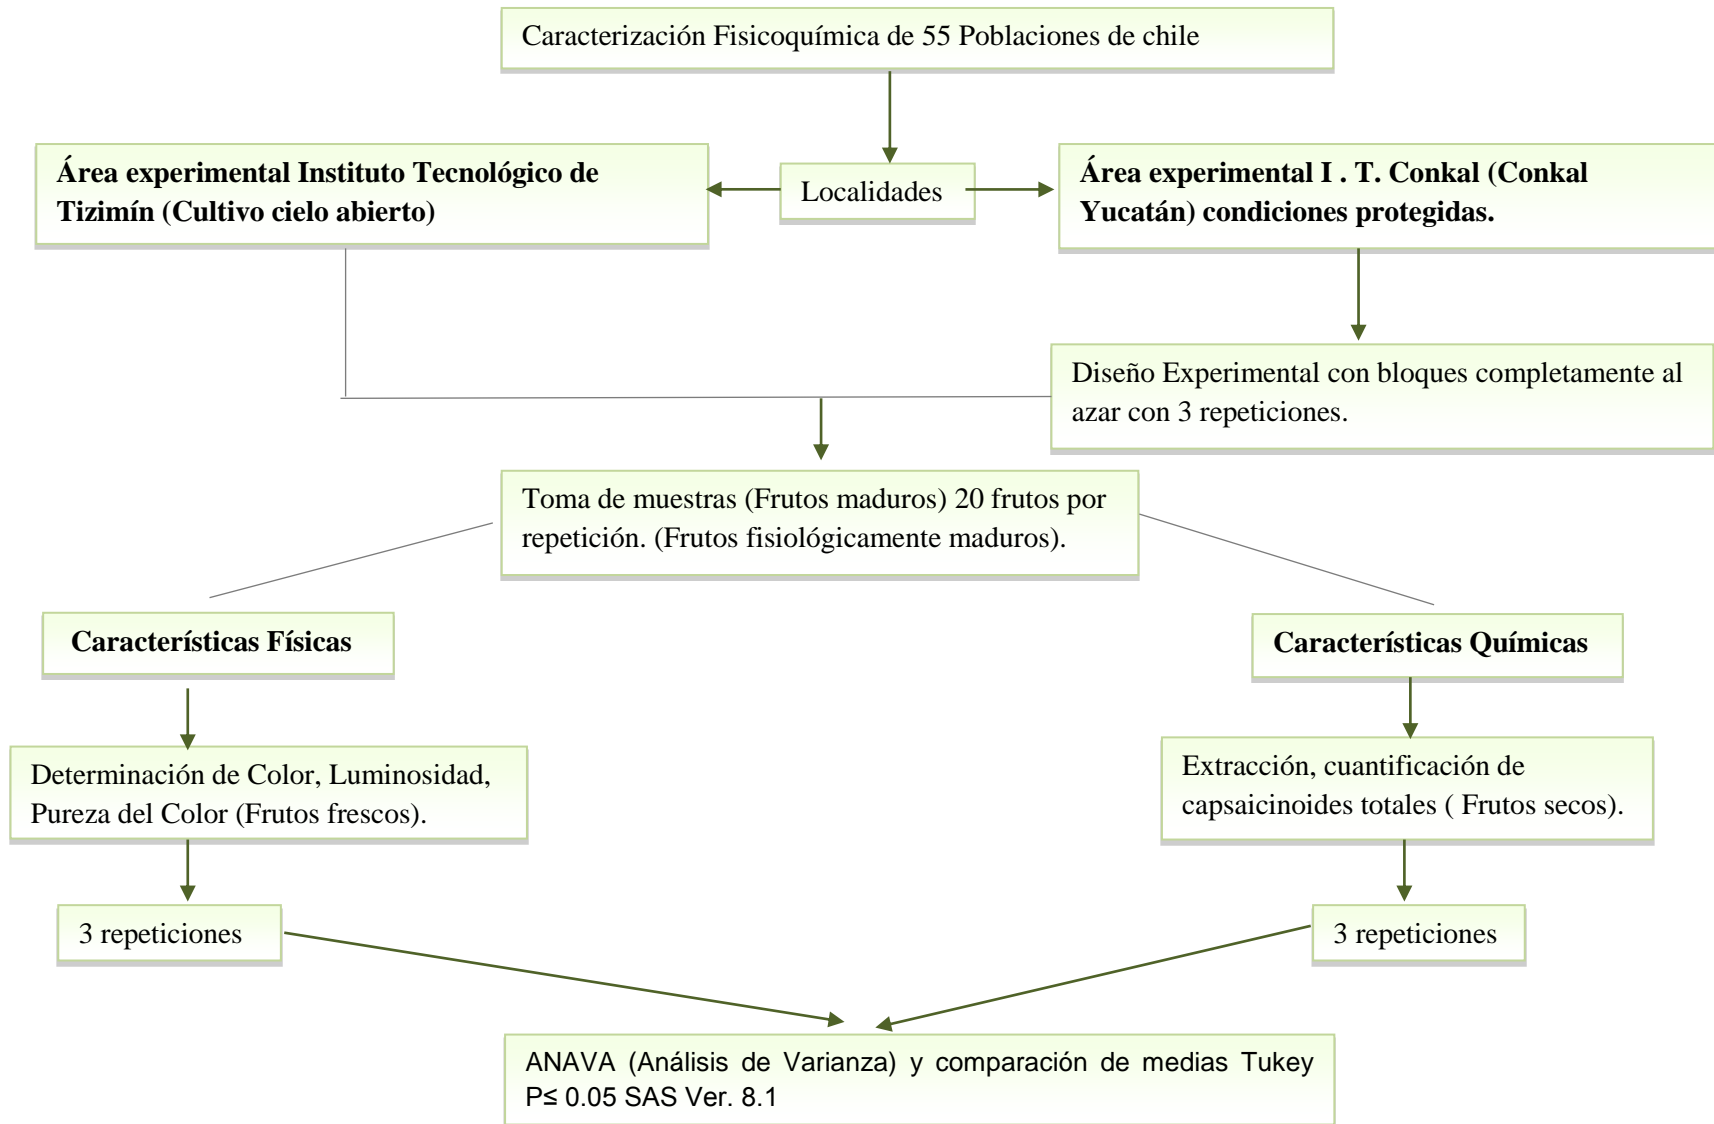 Caracterización Fisicoquímica de 55 Poblaciones de chile
Área experimental Instituto Tecnológico de
Tizimín (Cultivo cielo abierto)
Localidades
Área experimental I . T. Conkal (Conkal
Yucatán) condiciones protegidas.
Diseño Experimental con bloques completamente al
azar con 3 repeticiones.
Toma de muestras (Frutos maduros) 20 frutos por
repetición. (Frutos fisiológicamente maduros).
Características Físicas
Características Químicas
Determinación de Color, Luminosidad,
Pureza del Color (Frutos frescos).
Extracción, cuantificación de
capsaicinoides totales ( Frutos secos).
3 repeticiones
3 repeticiones
ANAVA (Análisis de Varianza) y comparación de medias Tukey
P≤ 0.05 SAS Ver. 8.1